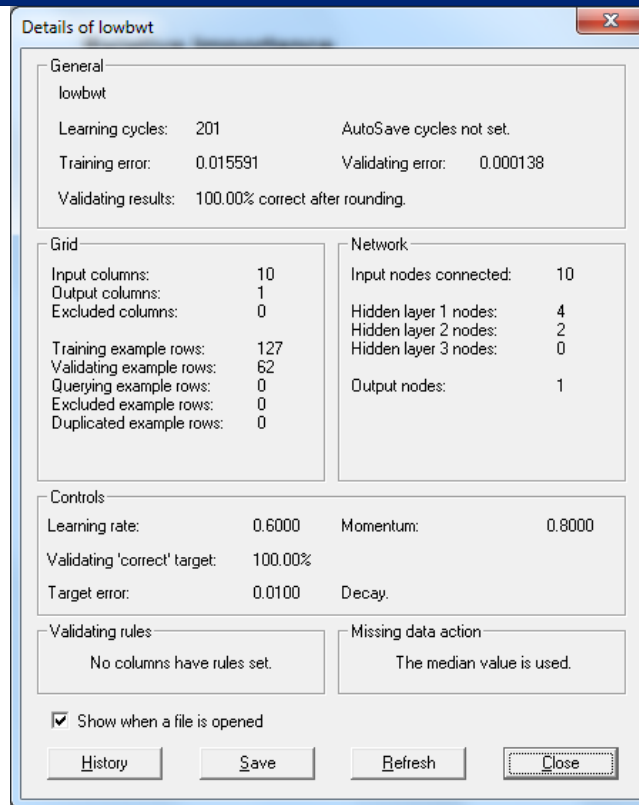 Details of lowbwt
General
lowbwt
Learning cycles: 201 AutoSave cycles not set.
Training error: 0.015591 Validating error: 0.000138
Validating results: 100.00% correct after rounding.
Grid
Input columns: 10
Output columns: 1
Excluded columns: 0
Training example rows: 127
Validating example rows: 62
Querying example rows: 0
Excluded example rows: 0
Duplicated example rows: 0
Network
Input nodes connected: 10
Hidden layer 1 nodes: 4
Hidden layer 2 nodes: 2
Hidden layer 3 nodes: 0
Output nodes: 1
Controls
Learning rate: 0.6000 Momentum: 0.8000
Validating 'correct' target: 100.00%
Target error: 0.0100 Decay.
Validating rules
No columns have rules set.
Missing data action
The median value is used.
Show when a file is opened
History Save Refresh Close